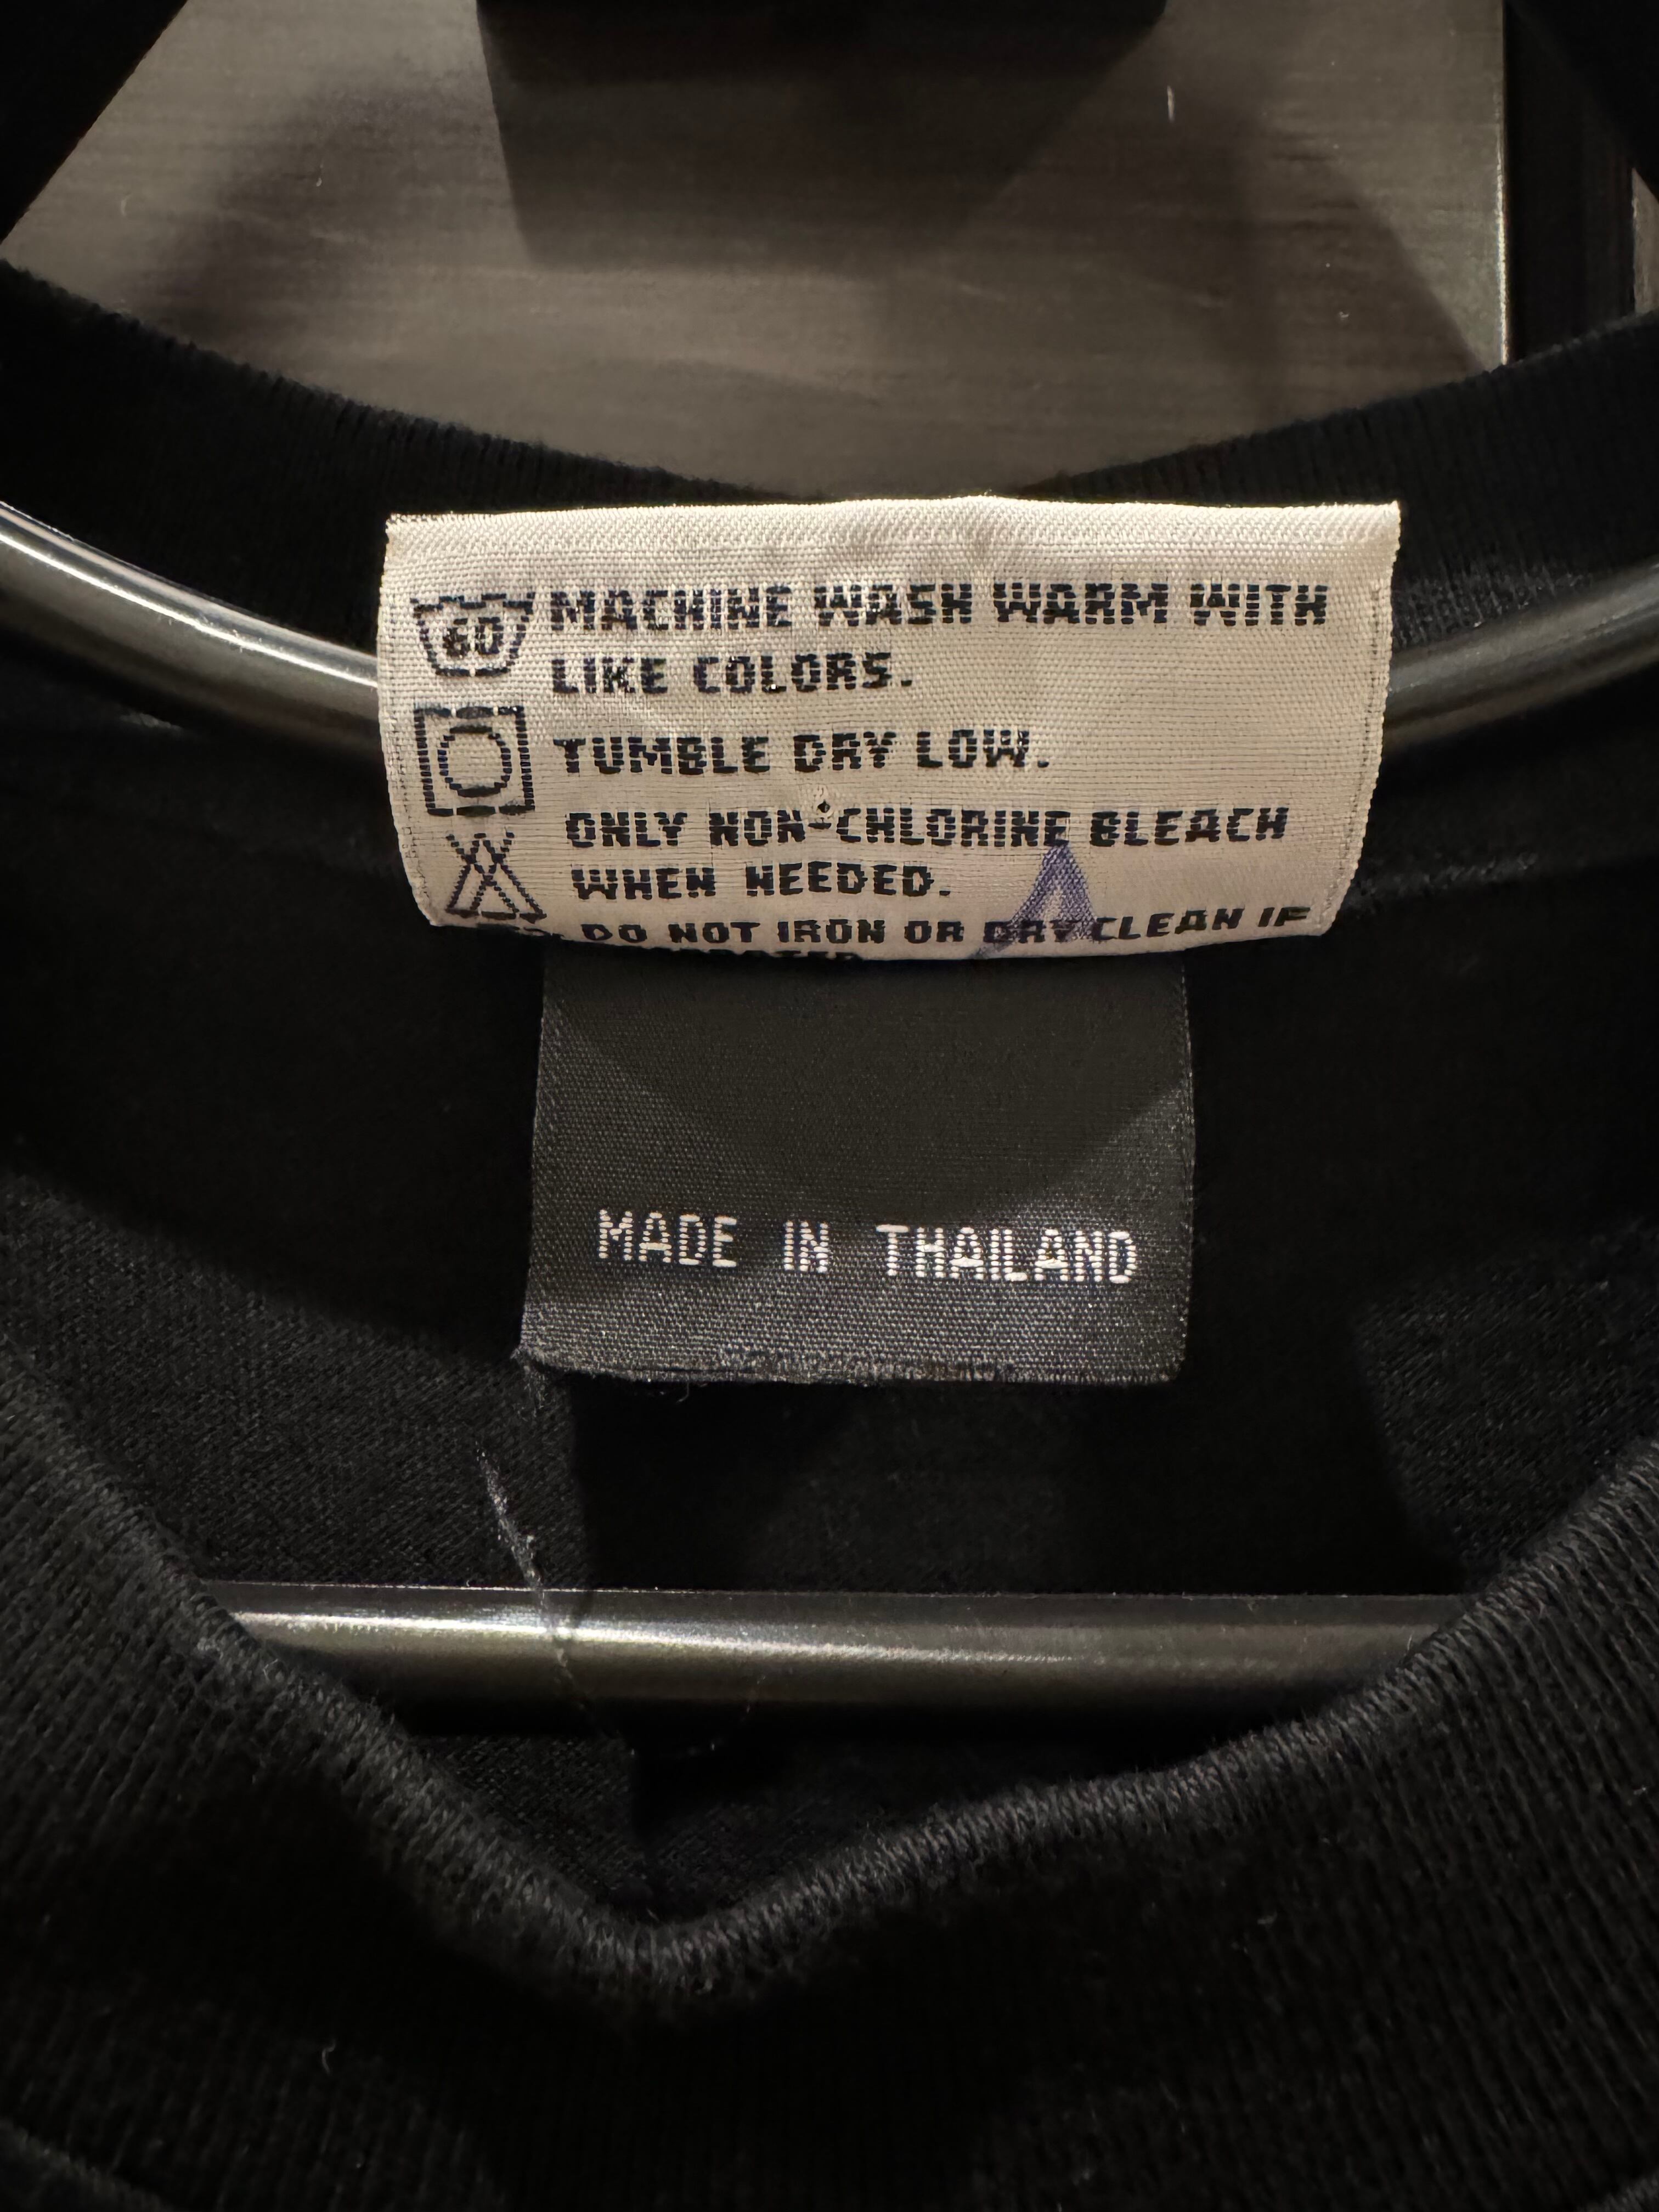 60 MACHINE WASH WARM WITH
LIKE COLORS.
TUMBLE DRY LOW.
ONLY NON-CHLORINE BLEACH
WHEN NEEDED.
DO NOT IRON OR DRY CLEAN IF
MADE IN THAILAND